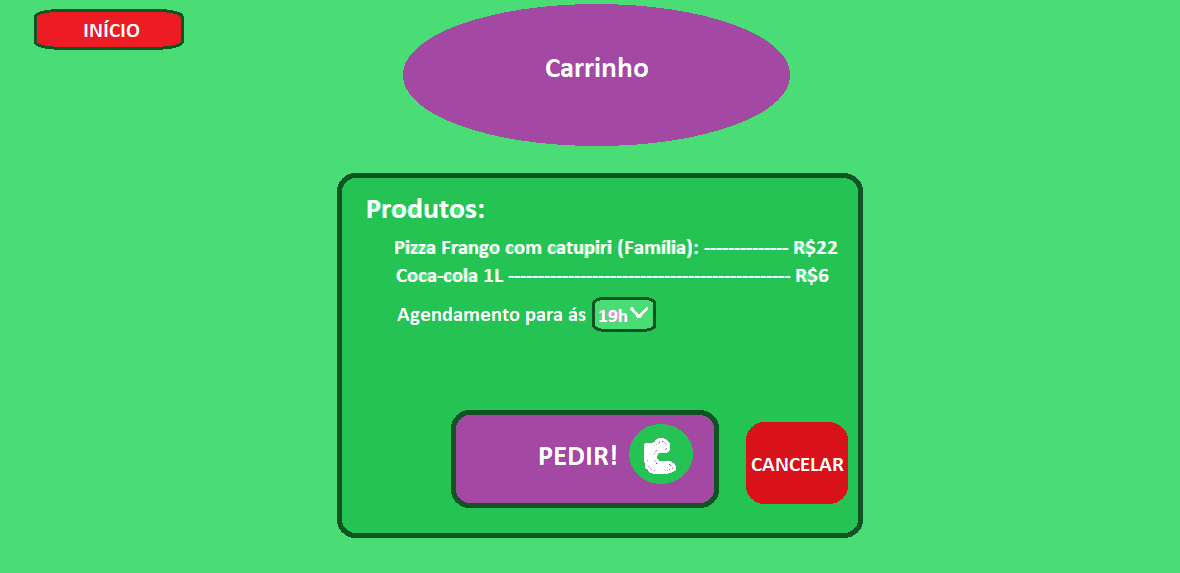 INÍCIO
Carrinho
Produtos:
Pizza Frango com catupiri (Família): -------------- R$22
Coca-cola 1L ----------------------------------------------- R$6
Agendamento para ás 19h
PEDIR!
CANCELAR